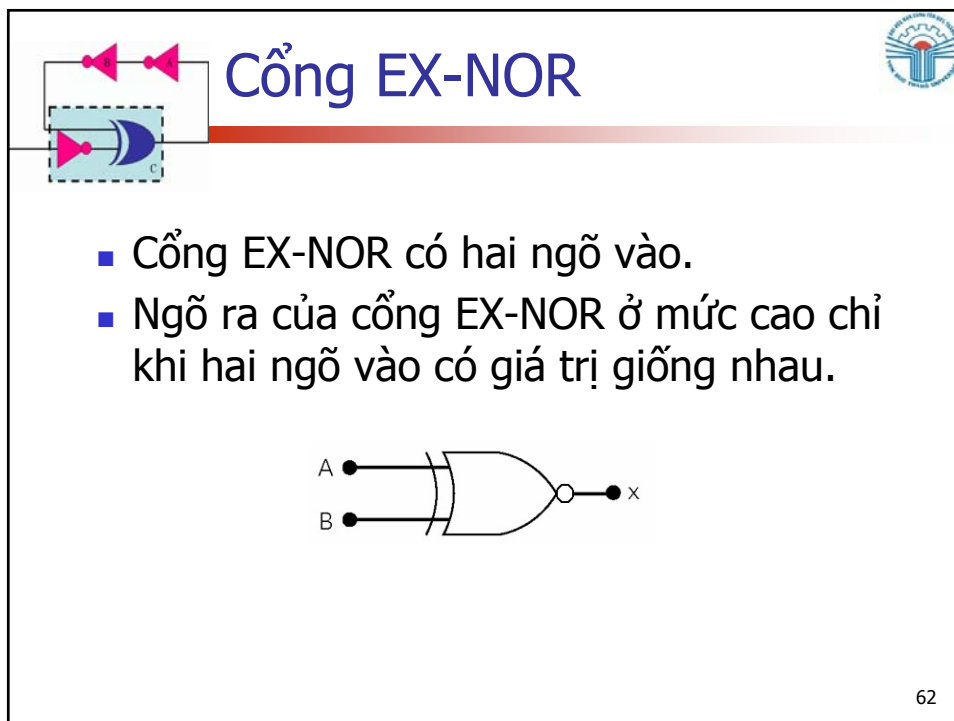 Cổng EX-NOR
B
A
C
Cổng EX-NOR có hai ngõ vào.
Ngõ ra của cổng EX-NOR ở mức cao chỉ
khi hai ngõ vào có giá trị giống nhau.
A
x
B
62